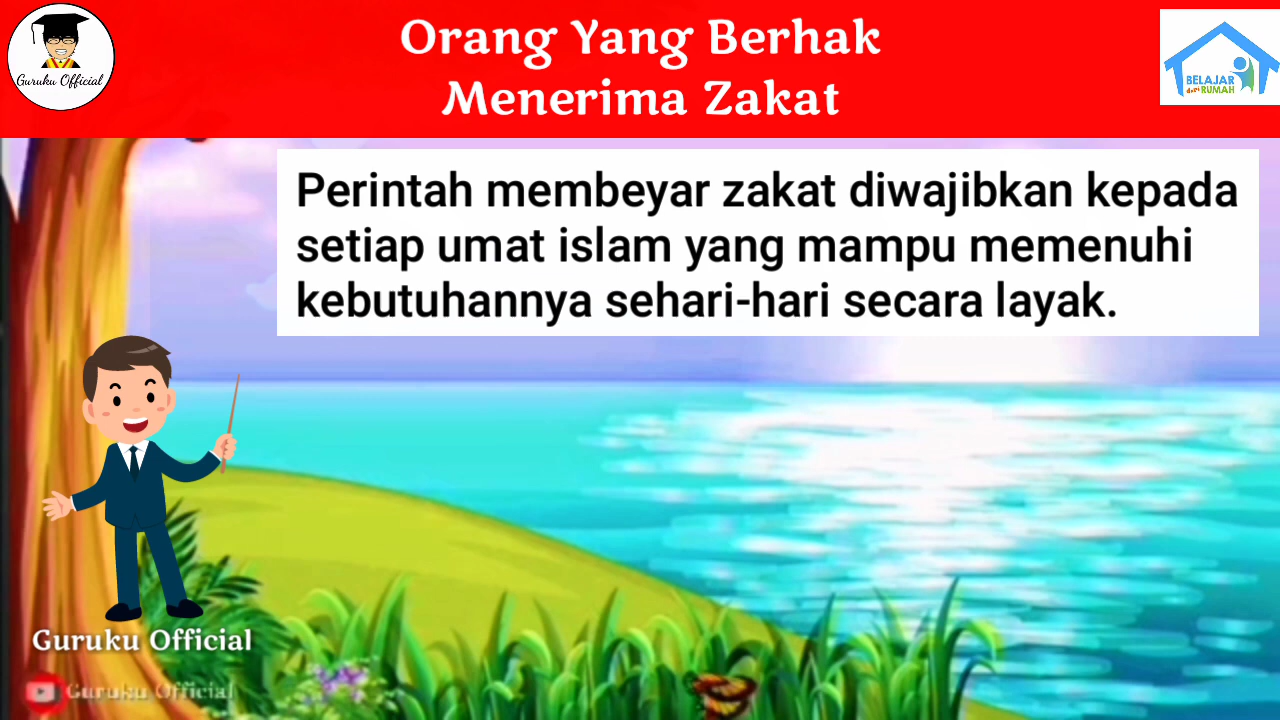 Orang Yang Berhak
Menerima Zakat
Guruku Official
BELAJAR
dari RUMAH
Perintah membeyar zakat diwajibkan kepada
setiap umat islam yang mampu memenuhi
kebutuhannya sehari-hari secara layak.
Guruku Official
Guruku Official